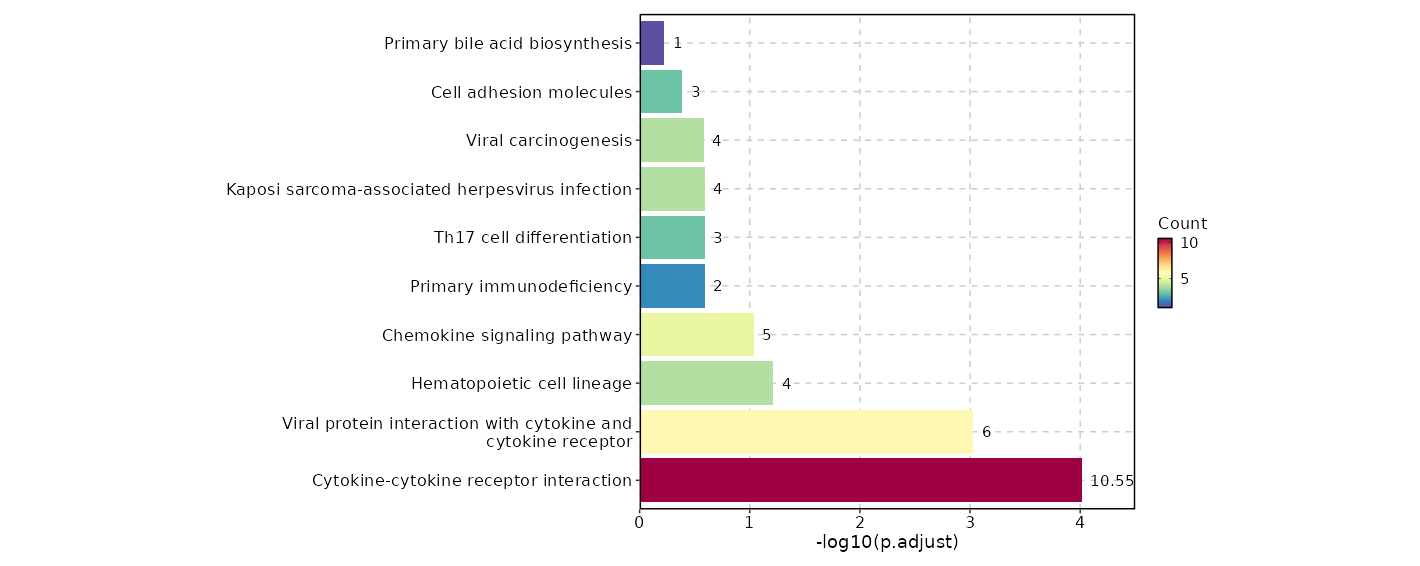 Primary bile acid biosynthesis
1
Cell adhesion molecules
3
Viral carcinogenesis
4
Kaposi sarcoma-associated herpesvirus infection
4
Th17 cell differentiation
3
Primary immunodeficiency
2
Chemokine signaling pathway
5
Hematopoietic cell lineage
4
Viral protein interaction with cytokine and
cytokine receptor
6
Cytokine-cytokine receptor interaction
10.55
0 1 2 3 4
-log10(p.adjust)
Count
10
5